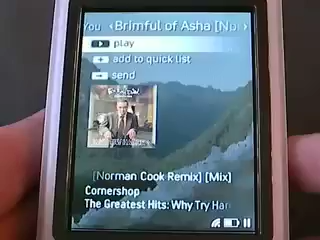 You ‹Brimful of Asha [No ›
play
add to quick list
send
[Norman Cook Remix] [Mix]
Cornershop
The Greatest Hits: Why Try Har